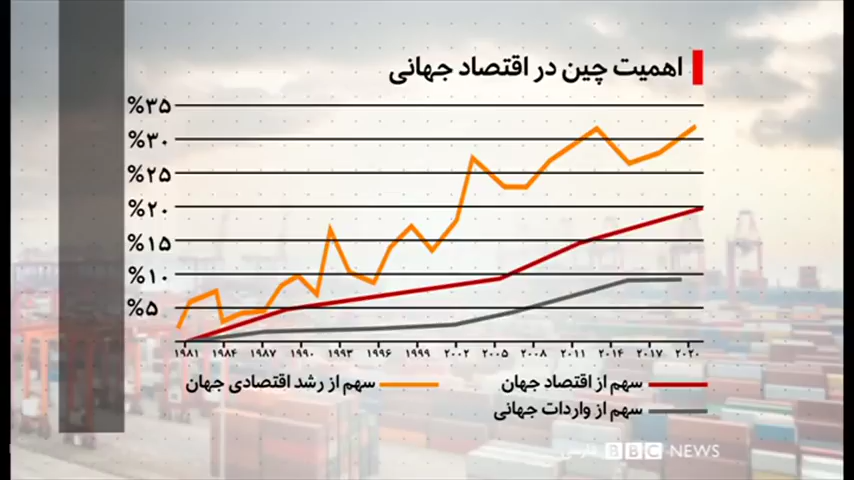 اهمیت چین در اقتصاد جهانی
%۳۵
%۳۰
%۲۵
%۲۰
%۱۵
%۱۰
%۵
۱۹۸۱ ۱۹۸۴ ۱۹۸۷ ۱۹۹۰ ۱۹۹۳ ۱۹۹۶ ۱۹۹۹ ۲۰۰۲ ۲۰۰۵ ۲۰۰۸ ۲۰۱۱ ۲۰۱۴ ۲۰۱۷ ۲۰۲۰
سهم از اقتصاد جهان
سهم از رشد اقتصادی جهان
سهم از واردات جهانی
BBC NEWS فارسی